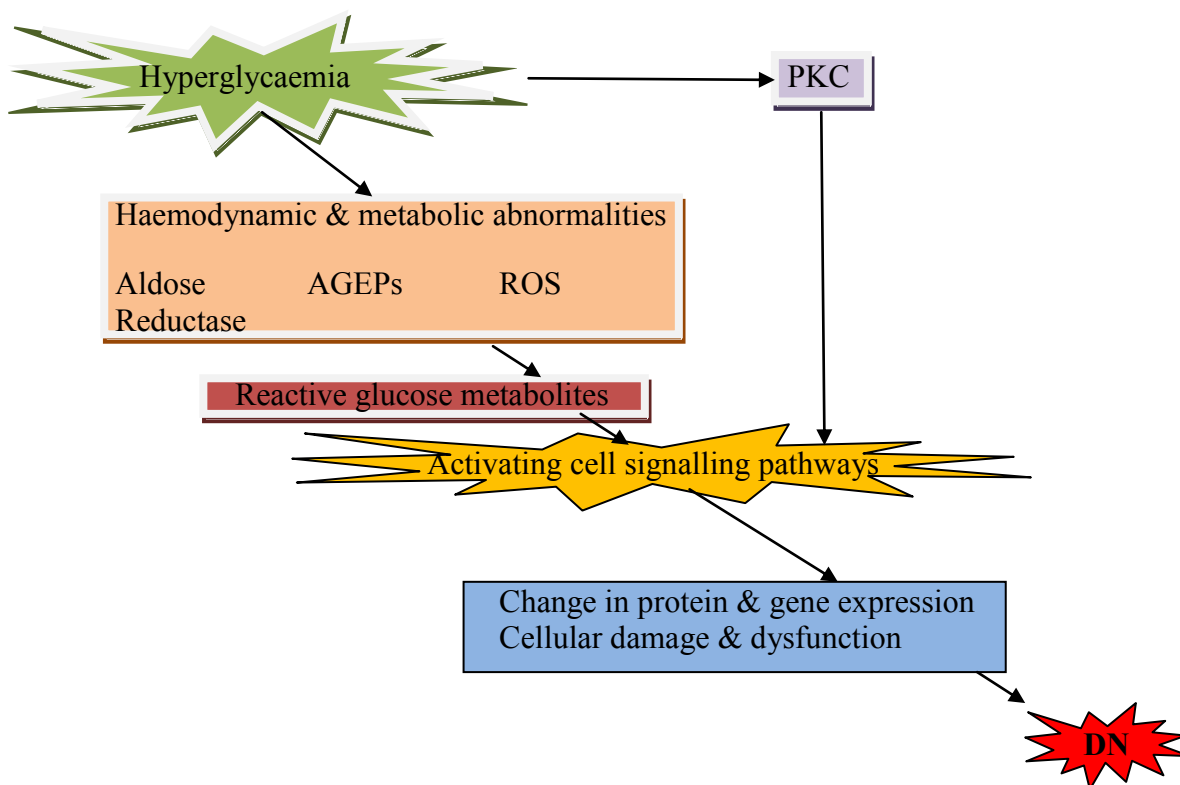 Hyperglycaemia
PKC
Haemodynamic & metabolic abnormalities
Aldose AGEPs ROS
Reductase
Reactive glucose metabolites
Activating cell signalling pathways
Change in protein & gene expression
Cellular damage & dysfunction
DN